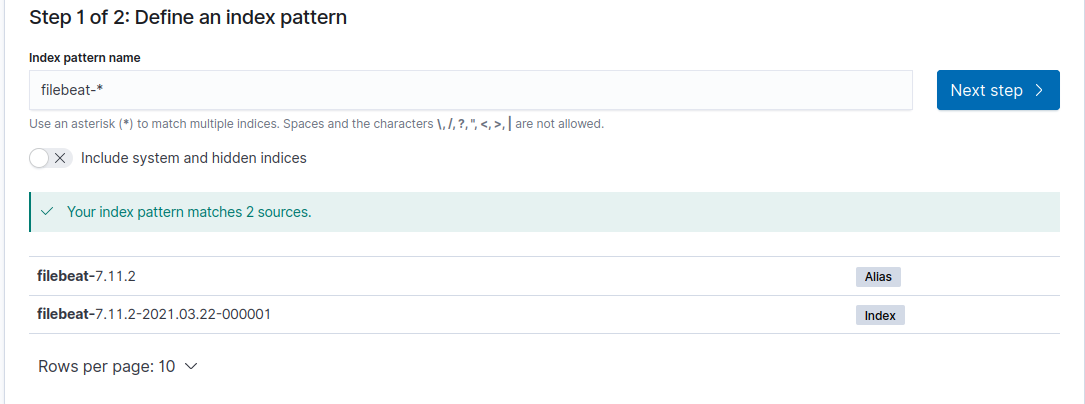 Step 1 of 2: Define an index pattern
Index pattern name
filebeat-*
Next step
Use an asterisk (*) to match multiple indices. Spaces and the characters \, /, ?, ", <, >, | are not allowed.
Include system and hidden indices
Your index pattern matches 2 sources.
filebeat-7.11.2 Alias
filebeat-7.11.2-2021.03.22-000001 Index
Rows per page: 10